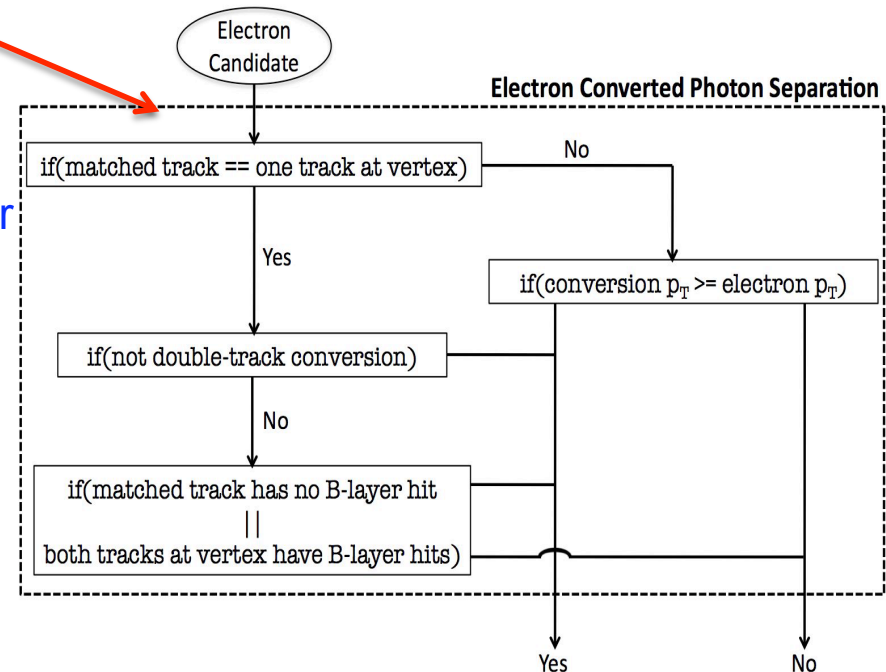 Electron
Candidate
Electron Converted Photon Separation
if(matched track == one track at vertex)
No
r
Yes
if(conversion pT >= electron pT)
if(not double-track conversion)
No
if(matched track has no B-layer hit
||
both tracks at vertex have B-layer hits)
Yes
No